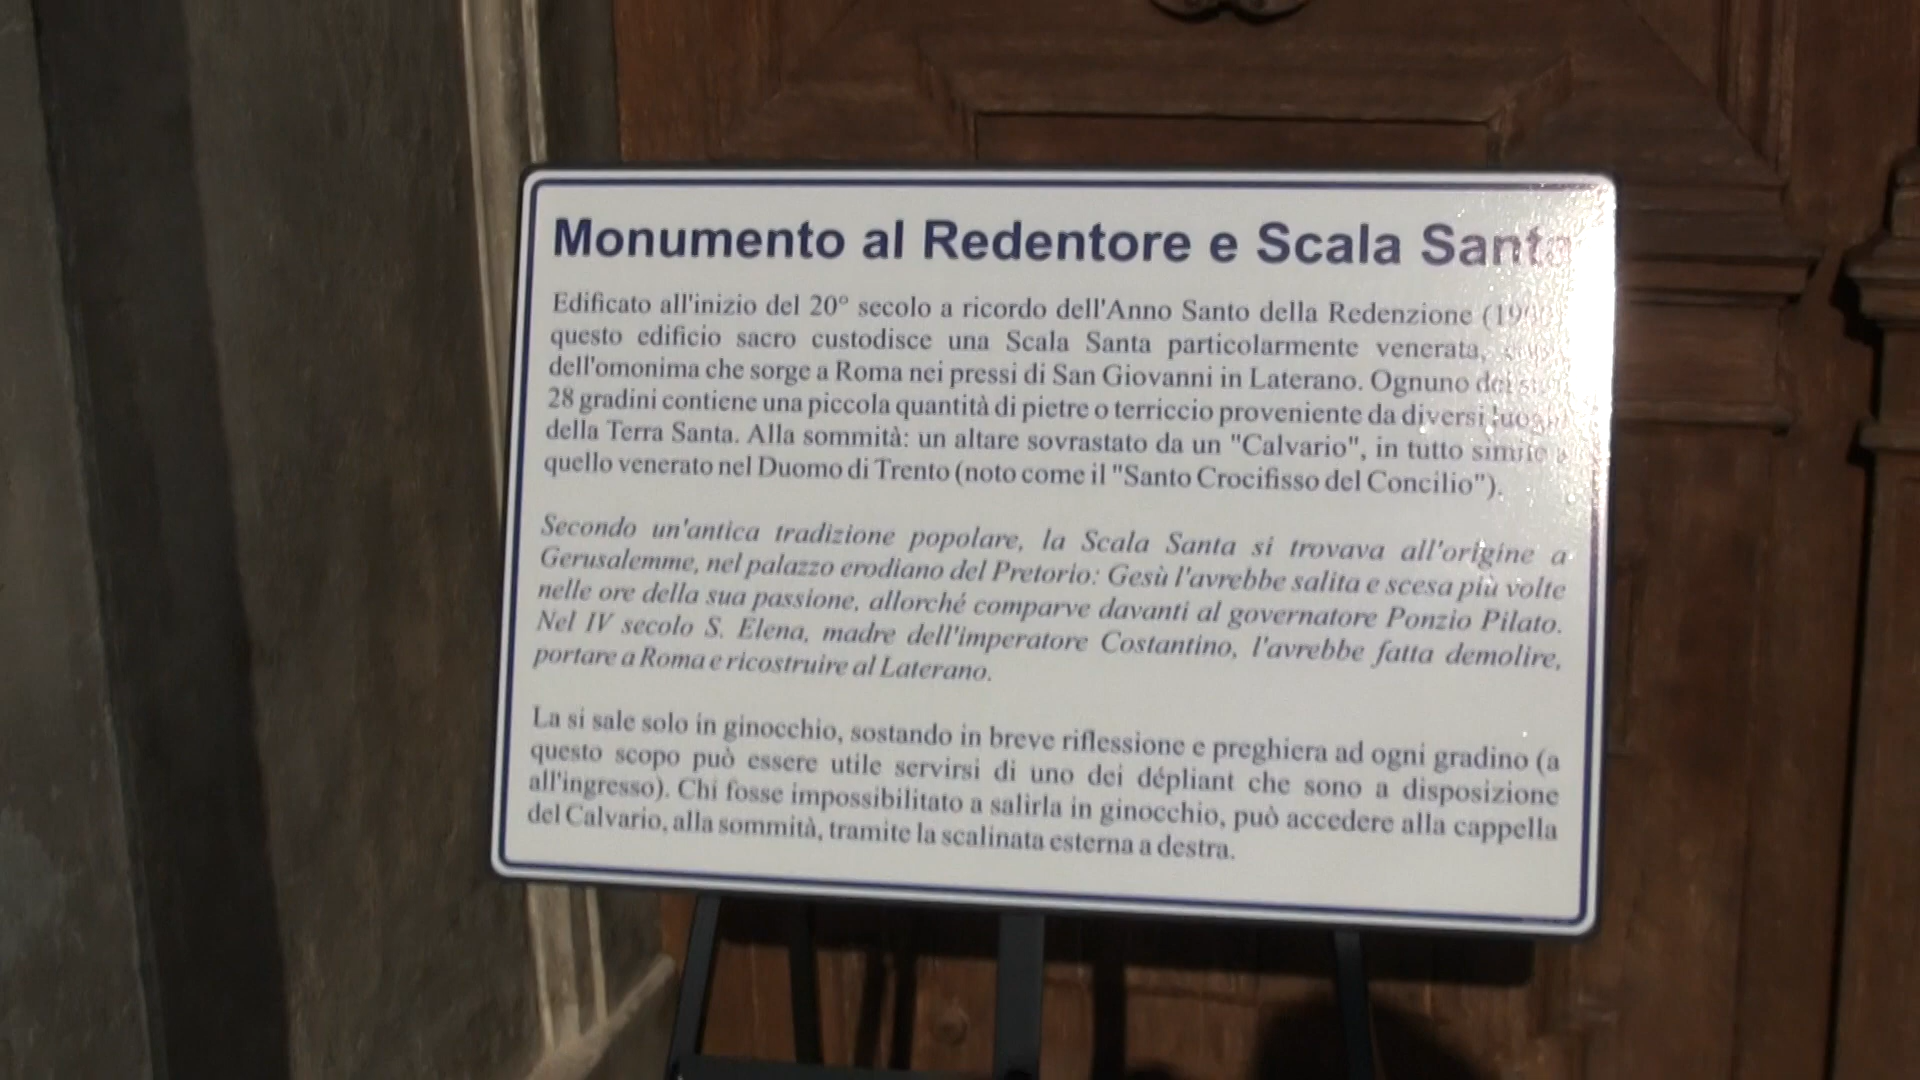 Monumento al Redentore e Scala Santa
Edificato all'inizio del 20° secolo a ricordo dell'Anno Santo della Redenzione
questo edificio sacro custodisce una Scala Santa particolarmente venerata,
dell'omonima che sorge a Roma nei pressi di San Giovanni in Laterano. Ognuno dei
28 gradini contiene una piccola quantità di pietre o terriccio proveniente da diversi luoghi
della Terra Santa. Alla sommità: un altare sovrastato da un "Calvario", in tutto simile a
quello venerato nel Duomo di Trento (noto come il "Santo Crocifisso del Concilio").
Secondo un'antica tradizione popolare, la Scala Santa si trovava all'origine a
Gerusalemme, nel palazzo erodiano del Pretorio: Gesù l'avrebbe salita e scesa più volte
nelle ore della sua passione, allorché comparve davanti al governatore Ponzio Pilato.
Nel IV secolo S. Elena, madre dell'imperatore Costantino, l'avrebbe fatta demolire,
portare a Roma e ricostruire al Laterano.
La si sale solo in ginocchio, sostando in breve riflessione e preghiera ad ogni gradino (a
questo scopo può essere utile servirsi di uno dei dépliant che sono a disposizione
all'ingresso). Chi fosse impossibilitato a salirla in ginocchio, può accedere alla cappella
del Calvario, alla sommità, tramite la scalinata esterna a destra.